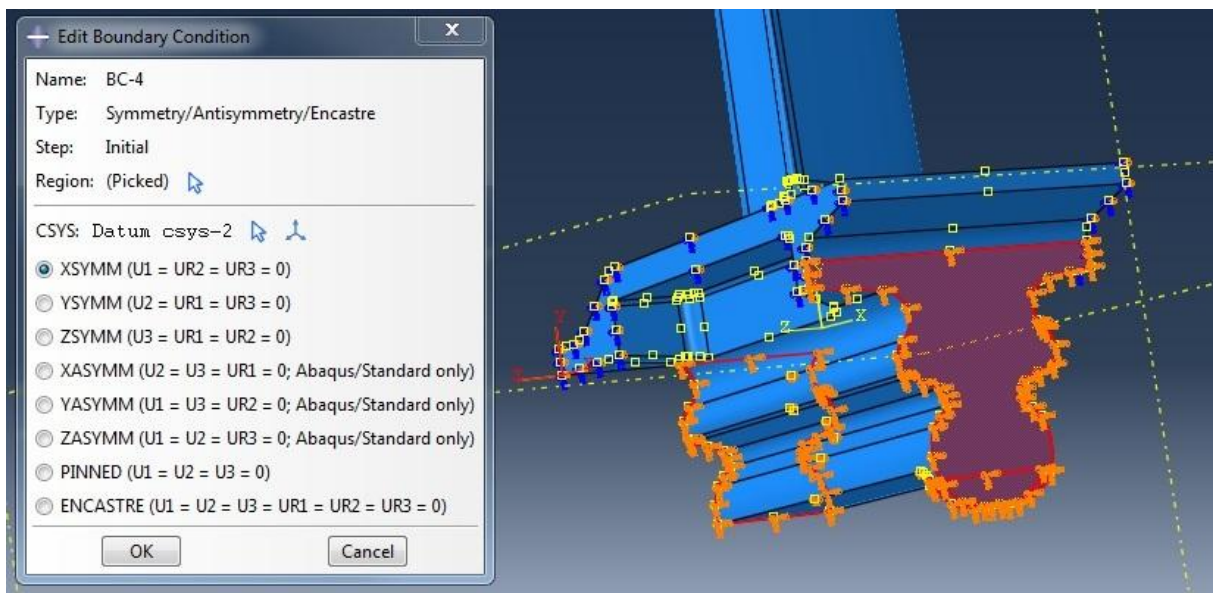 Edit Boundary Condition
X
Name: BC-4
Type: Symmetry/Antisymmetry/Encastre
Step: Initial
Region: (Picked)
CSYS: Datum csys-2
XSYMM (U1 = UR2 = UR3 = 0)
YSYMM (U2 = UR1 = UR3 = 0)
ZSYMM (U3 = UR1 = UR2 = 0)
XASYMM (U2 = U3 = UR1 = 0; Abaqus/Standard only)
YASYMM (U1 = U3 = UR2 = 0; Abaqus/Standard only)
ZASYMM (U1 = U2 = UR3 = 0; Abaqus/Standard only)
PINNED (U1 = U2 = U3 = 0)
ENCASTRE (U1 = U2 = U3 = UR1 = UR2 = UR3 = 0)
OK Cancel
Z X
Y